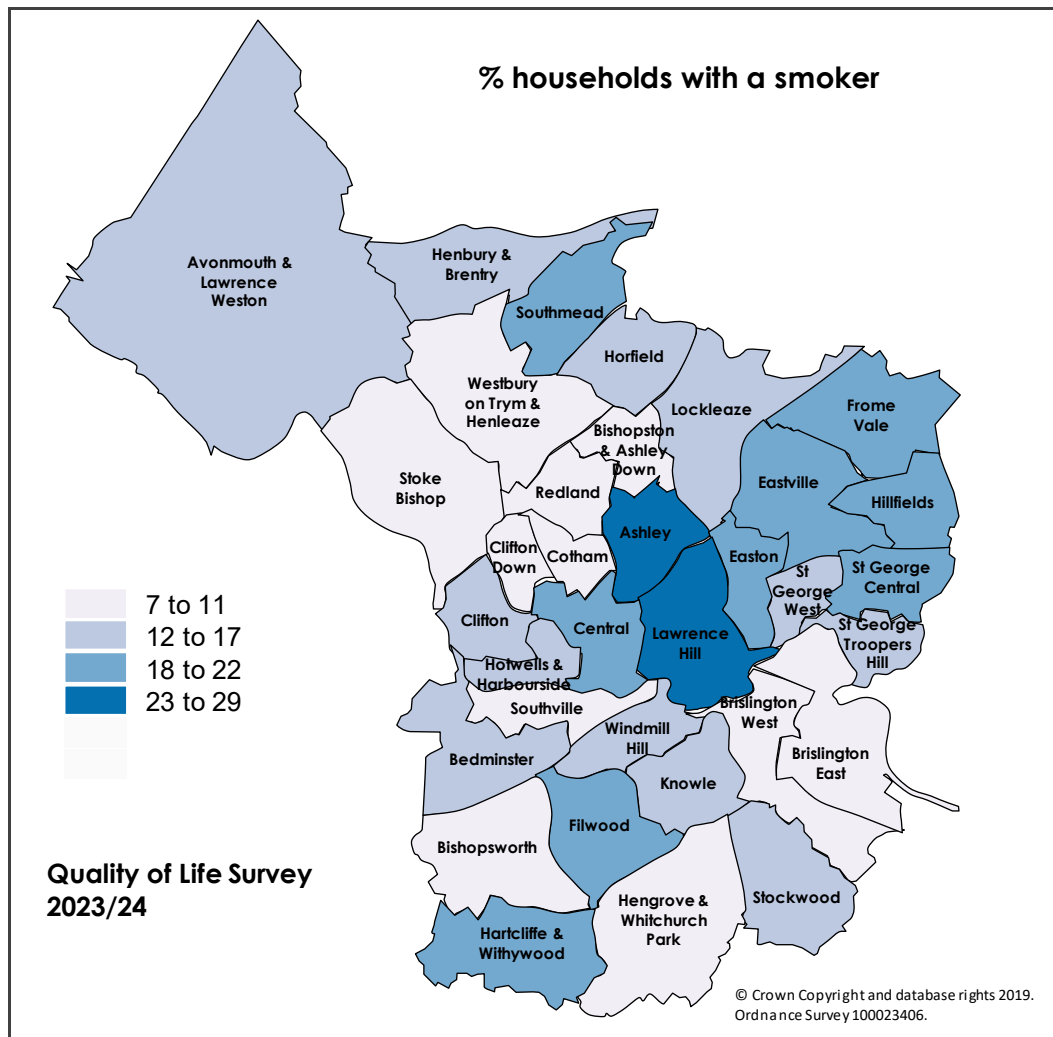 % households with a smoker
Avonmouth &
Lawrence
Weston
Henbury &
Brentry
Southmead
Horfield
Westbury
on Trym &
Henleaze
Lockleaze
Frome
Vale
Bishopston
& Ashley
Down
Stoke
Bishop
Redland
Eastville
Hillfields
Ashley
Clifton
Down
Cotham
Easton
St
George
West
St George
Central
7 to 11
12 to 17
18 to 22
23 to 29
Clifton
Central
Lawrence
Hill
St George
Troopers
Hill
Hotwells &
Harbourside
Southville
Brislington
West
Windmill
Hill
Bedminster
Knowle
Brislington
East
Filwood
Bishopsworth
Quality of Life Survey
2023/24
Stockwood
Hengrove &
Whitchurch
Park
Hartcliffe &
Withywood
© Crown Copyright and database rights 2019.
Ordnance Survey 100023406.